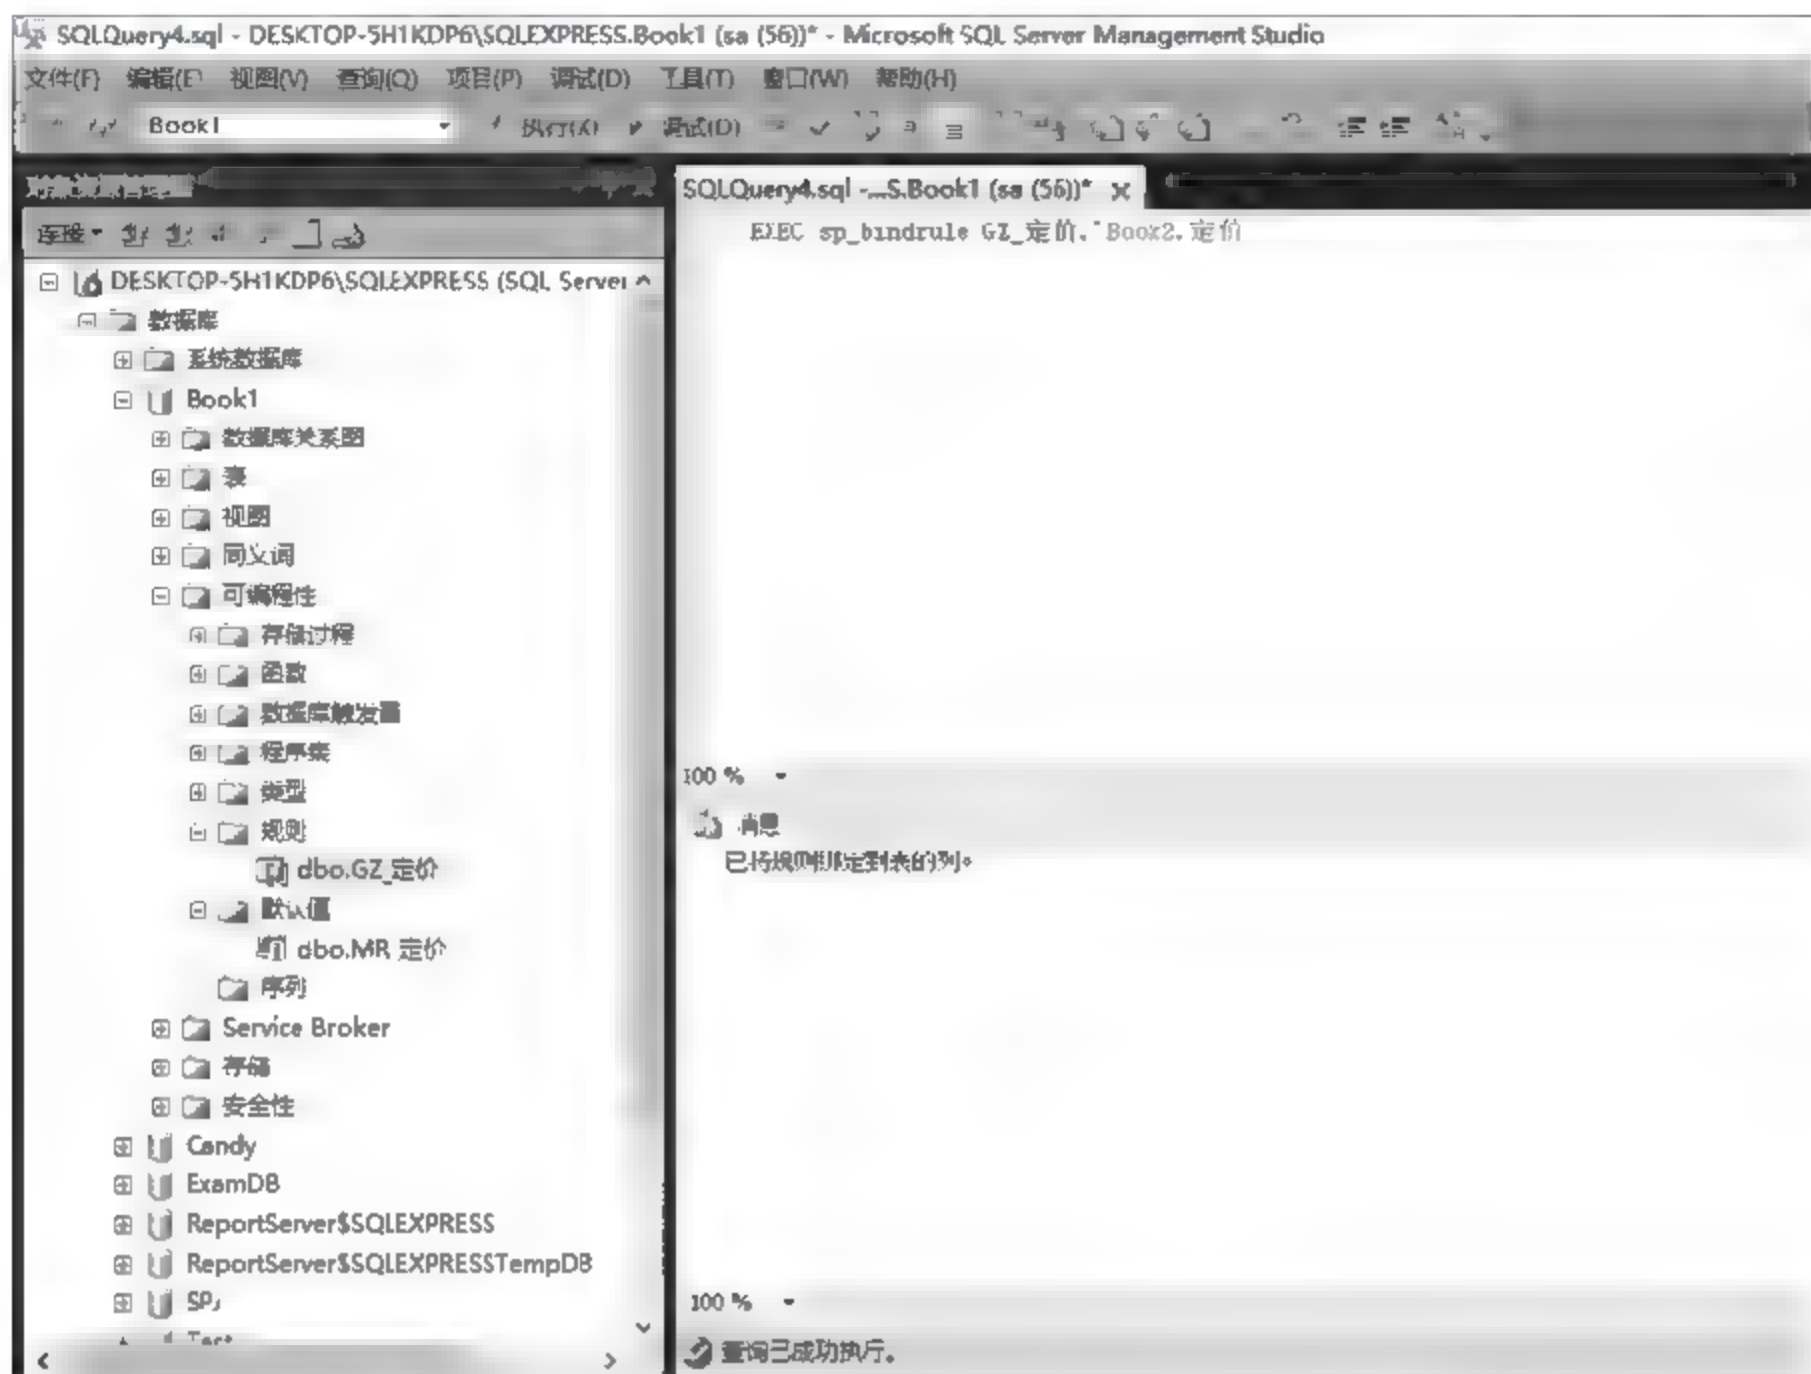 SQLQuery4.sql - DESKTOP-5H1KDP6\SQLEXPRESS.Book1 (sa (56))* - Microsoft SQL Server Management Studio
文件(F) 编辑(E) 视图(V) 查询(Q) 项目(P) 调试(D) 工具(T) 窗口(W) 帮助(H)
Book1 执行(X) 调试(D)
SQLQuery4.sql -...S.Book1 (sa (56))* x
连接
EXEC sp_bindrule GZ_定价,'Book2.定价
DESKTOP-5H1KDP6\SQLEXPRESS (SQL Server
数据库
系统数据库
Book1
数据库关系图
表
视图
同义词
可编程性
存储过程
函数
数据库触发器
程序集
类型
规则
dbo.GZ_定价
默认值
dbo.MR_定价
序列
Service Broker
存储
安全性
Candy
ExamDB
ReportServer$SQLEXPRESS
ReportServer$SQLEXPRESSTempDB
SPJ
100 %
消息
已将规则绑定到表的列。
100 %
查询已成功执行。